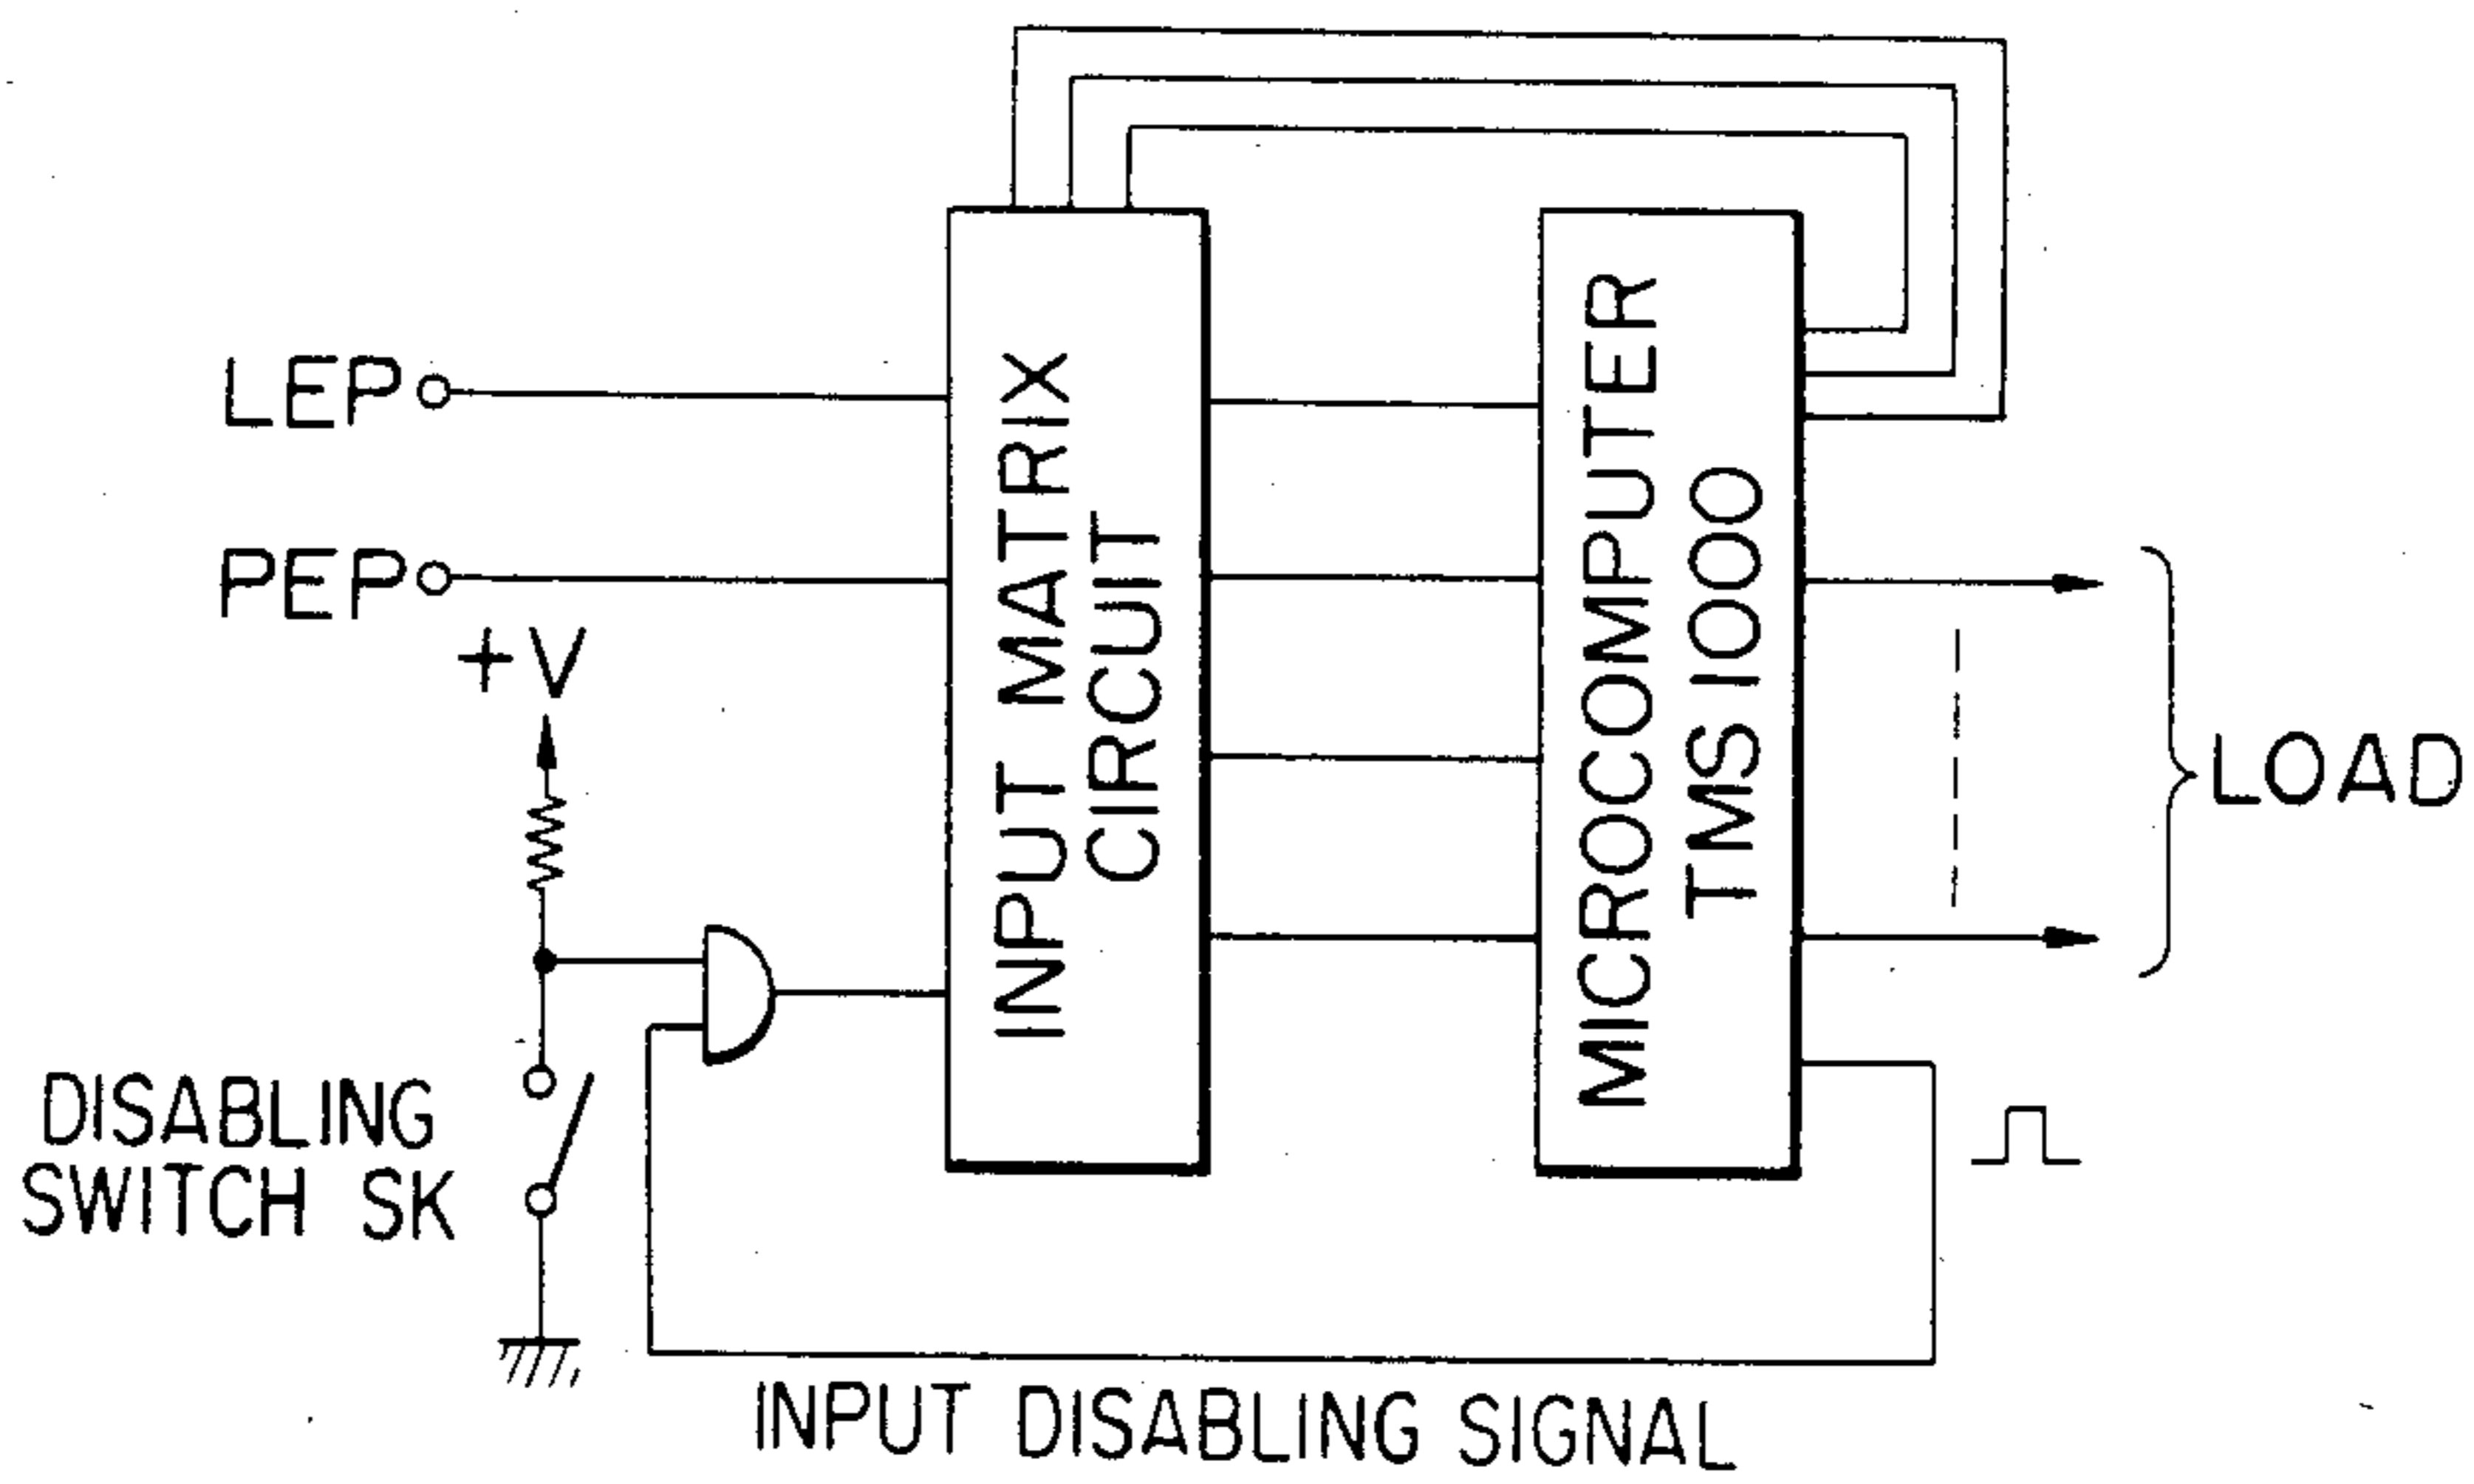 LEP
PEP
+V
DISABLING
SWITCH SK
INPUT MATRIX
CIRCUIT
MICROCOMPUTER
TMS 1000
LOAD
INPUT DISABLING SIGNAL